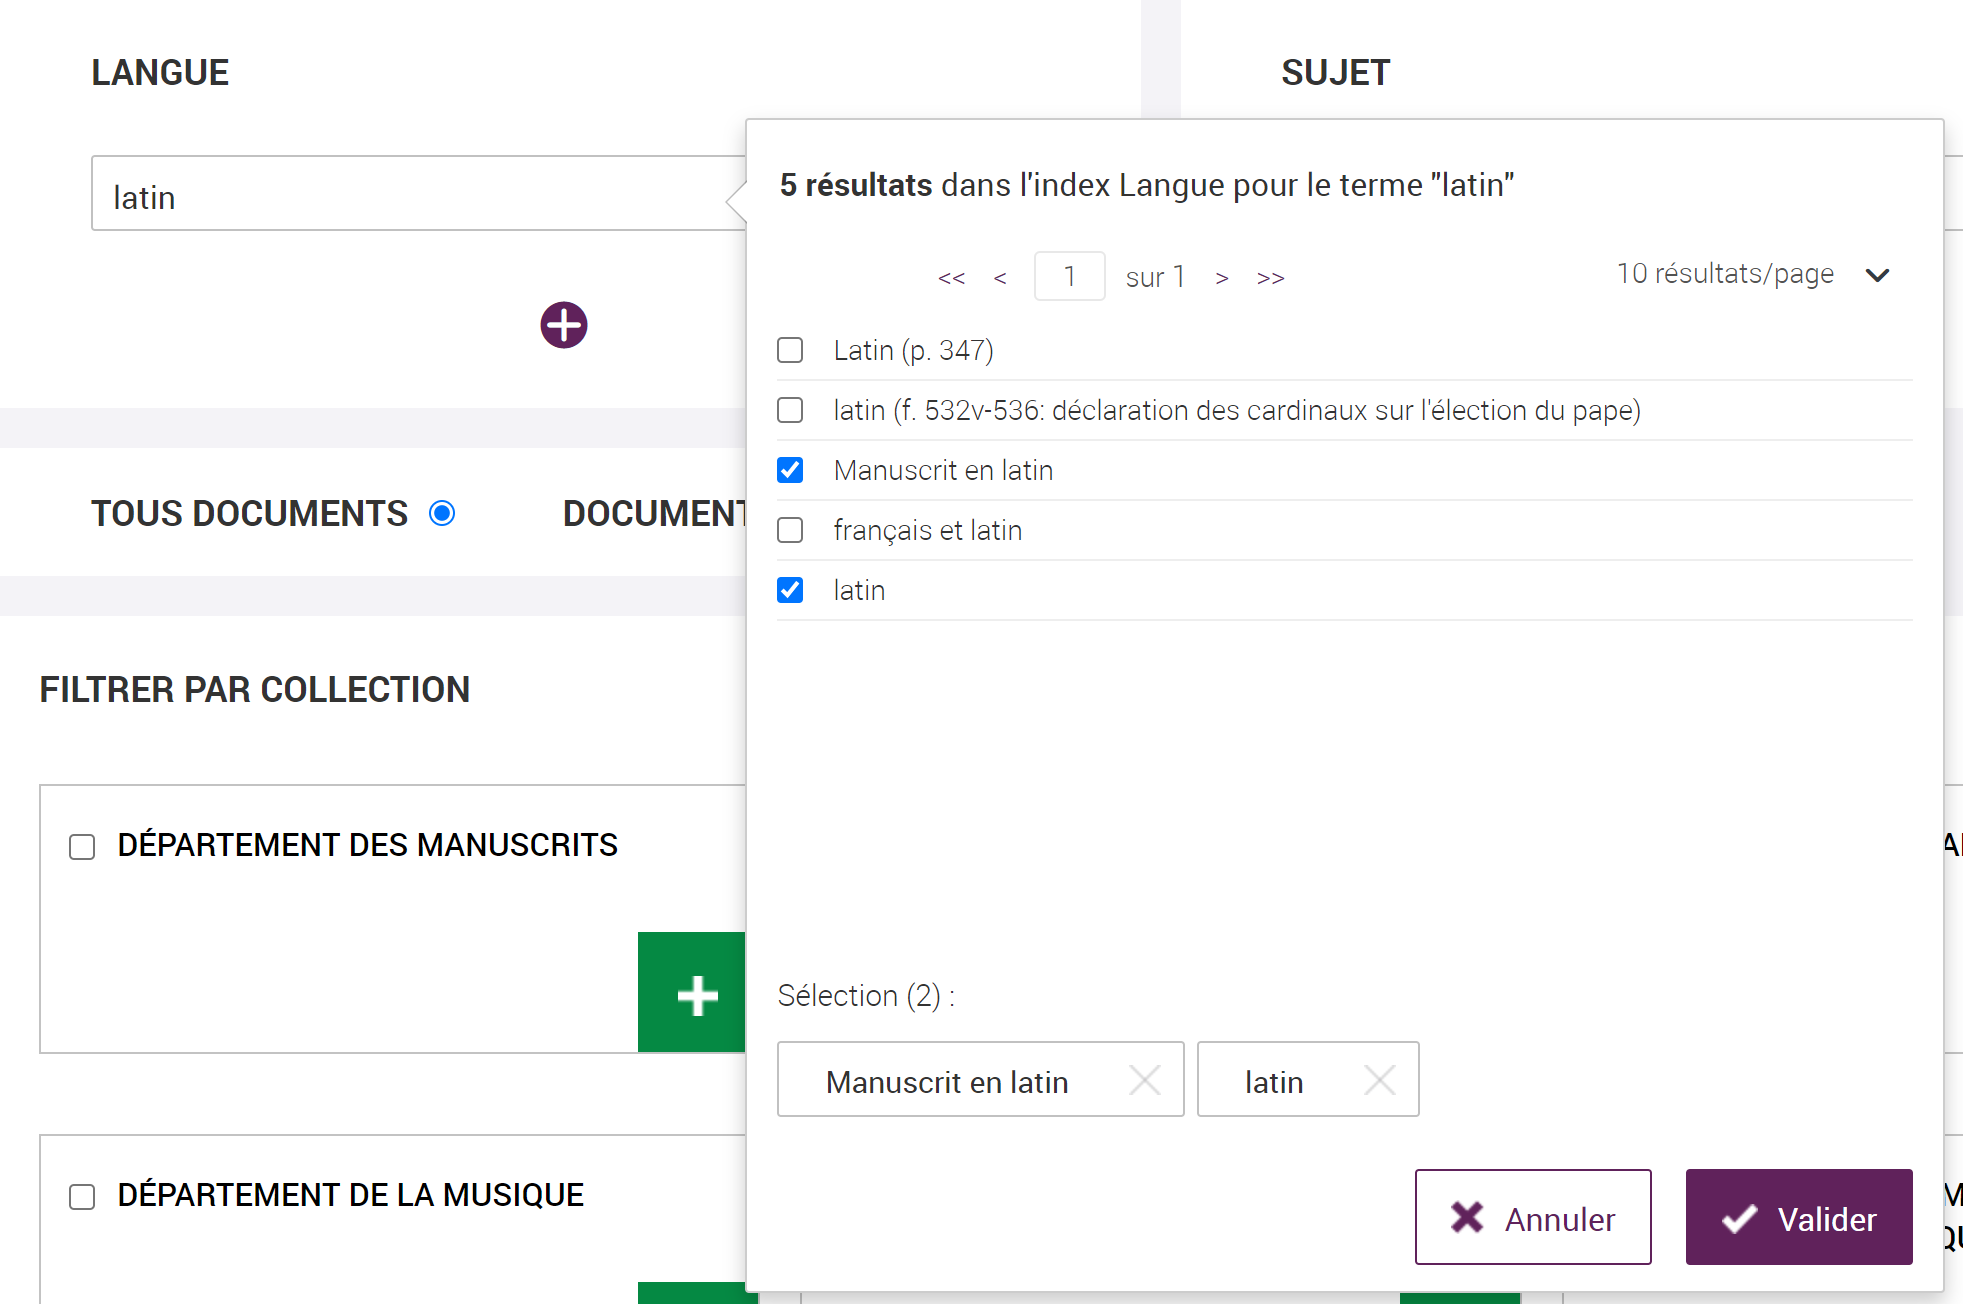 LANGUE
SUJET
latin
5 résultats dans l'index Langue pour le terme "latin"
<< < 1 sur 1 > >>
10 résultats/page
Latin (p. 347)
latin (f. 532v-536: déclaration des cardinaux sur l'élection du pape)
Manuscrit en latin
français et latin
latin
TOUS DOCUMENTS
DOCUMENT
FILTRER PAR COLLECTION
DÉPARTEMENT DES MANUSCRITS
DÉPARTEMENT DE LA MUSIQUE
Sélection (2) :
Manuscrit en latin
latin
Annuler
Valider